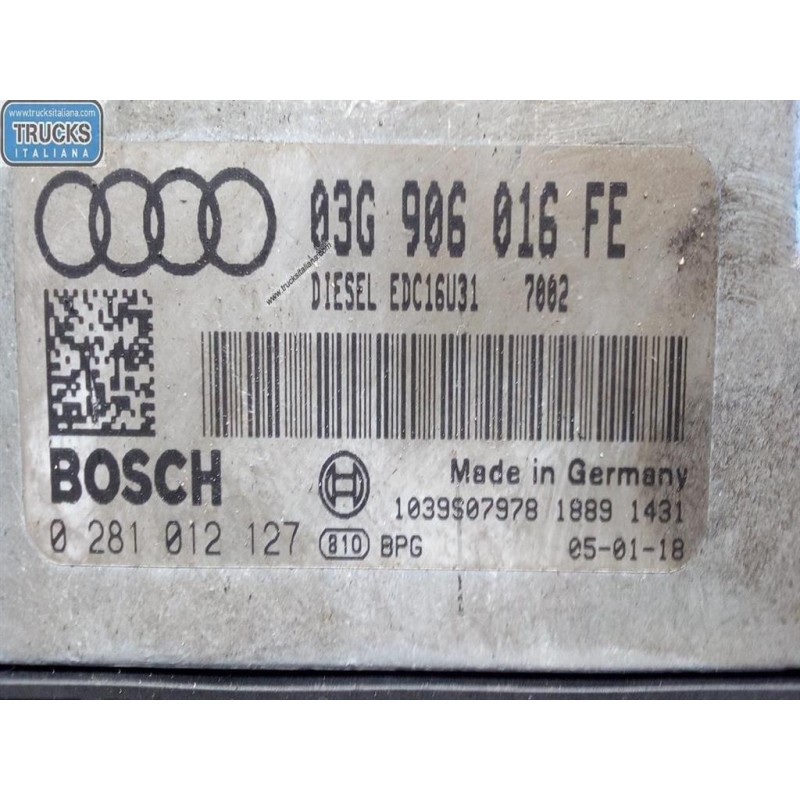 www.trucksitaliana.com
TRUCKS
ITALIANA
03G 906 016 FE
www.trucksitaliana.com
DIESEL EDC16U31 7002
BOSCH
Made in Germany
1039S07978 1889 1431
0 281 012 127 810 BPG 05-01-18